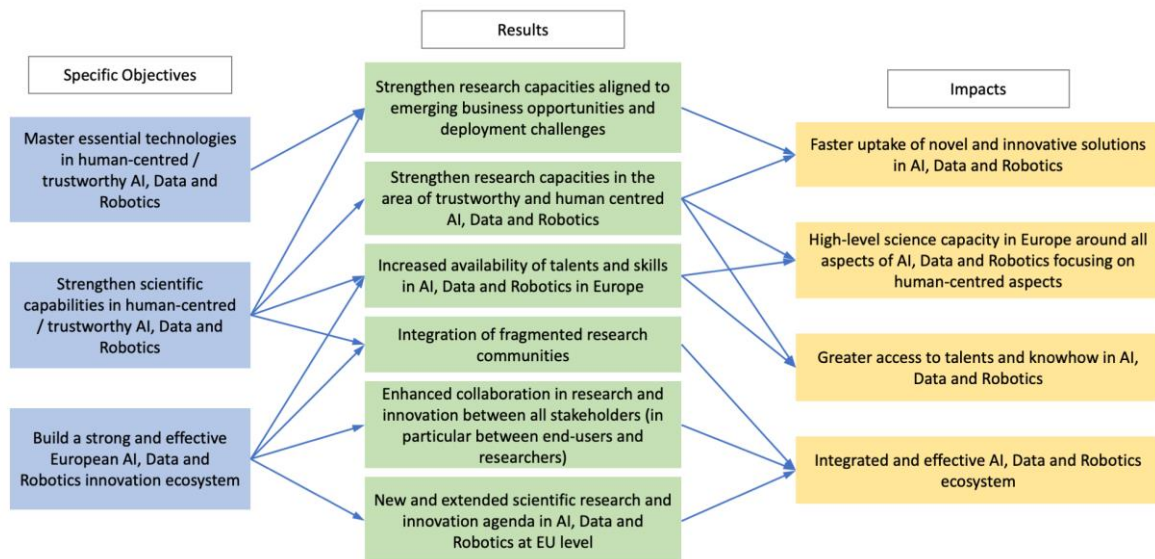 Specific Objectives
Master essential technologies
in human-centred /
trustworthy AI, Data and
Robotics
Strengthen scientific
capabilities in human-centred
/ trustworthy AI, Data and
Robotics
Build a strong and effective
European AI, Data and
Robotics innovation ecosystem
Results
Strengthen research capacities aligned to
emerging business opportunities and
deployment challenges
Strengthen research capacities in the
area of trustworthy and human centred
AI, Data and Robotics
Increased availability of talents and skills
in AI, Data and Robotics in Europe
Integration of fragmented research
communities
Enhanced collaboration in research and
innovation between all stakeholders (in
particular between end-users and
researchers)
New and extended scientific research and
innovation agenda in AI, Data and
Robotics at EU level
Impacts
Faster uptake of novel and innovative solutions
in AI, Data and Robotics
High-level science capacity in Europe around all
aspects of AI, Data and Robotics focusing on
human-centred aspects
Greater access to talents and knowhow in AI,
Data and Robotics
Integrated and effective AI, Data and Robotics
ecosystem